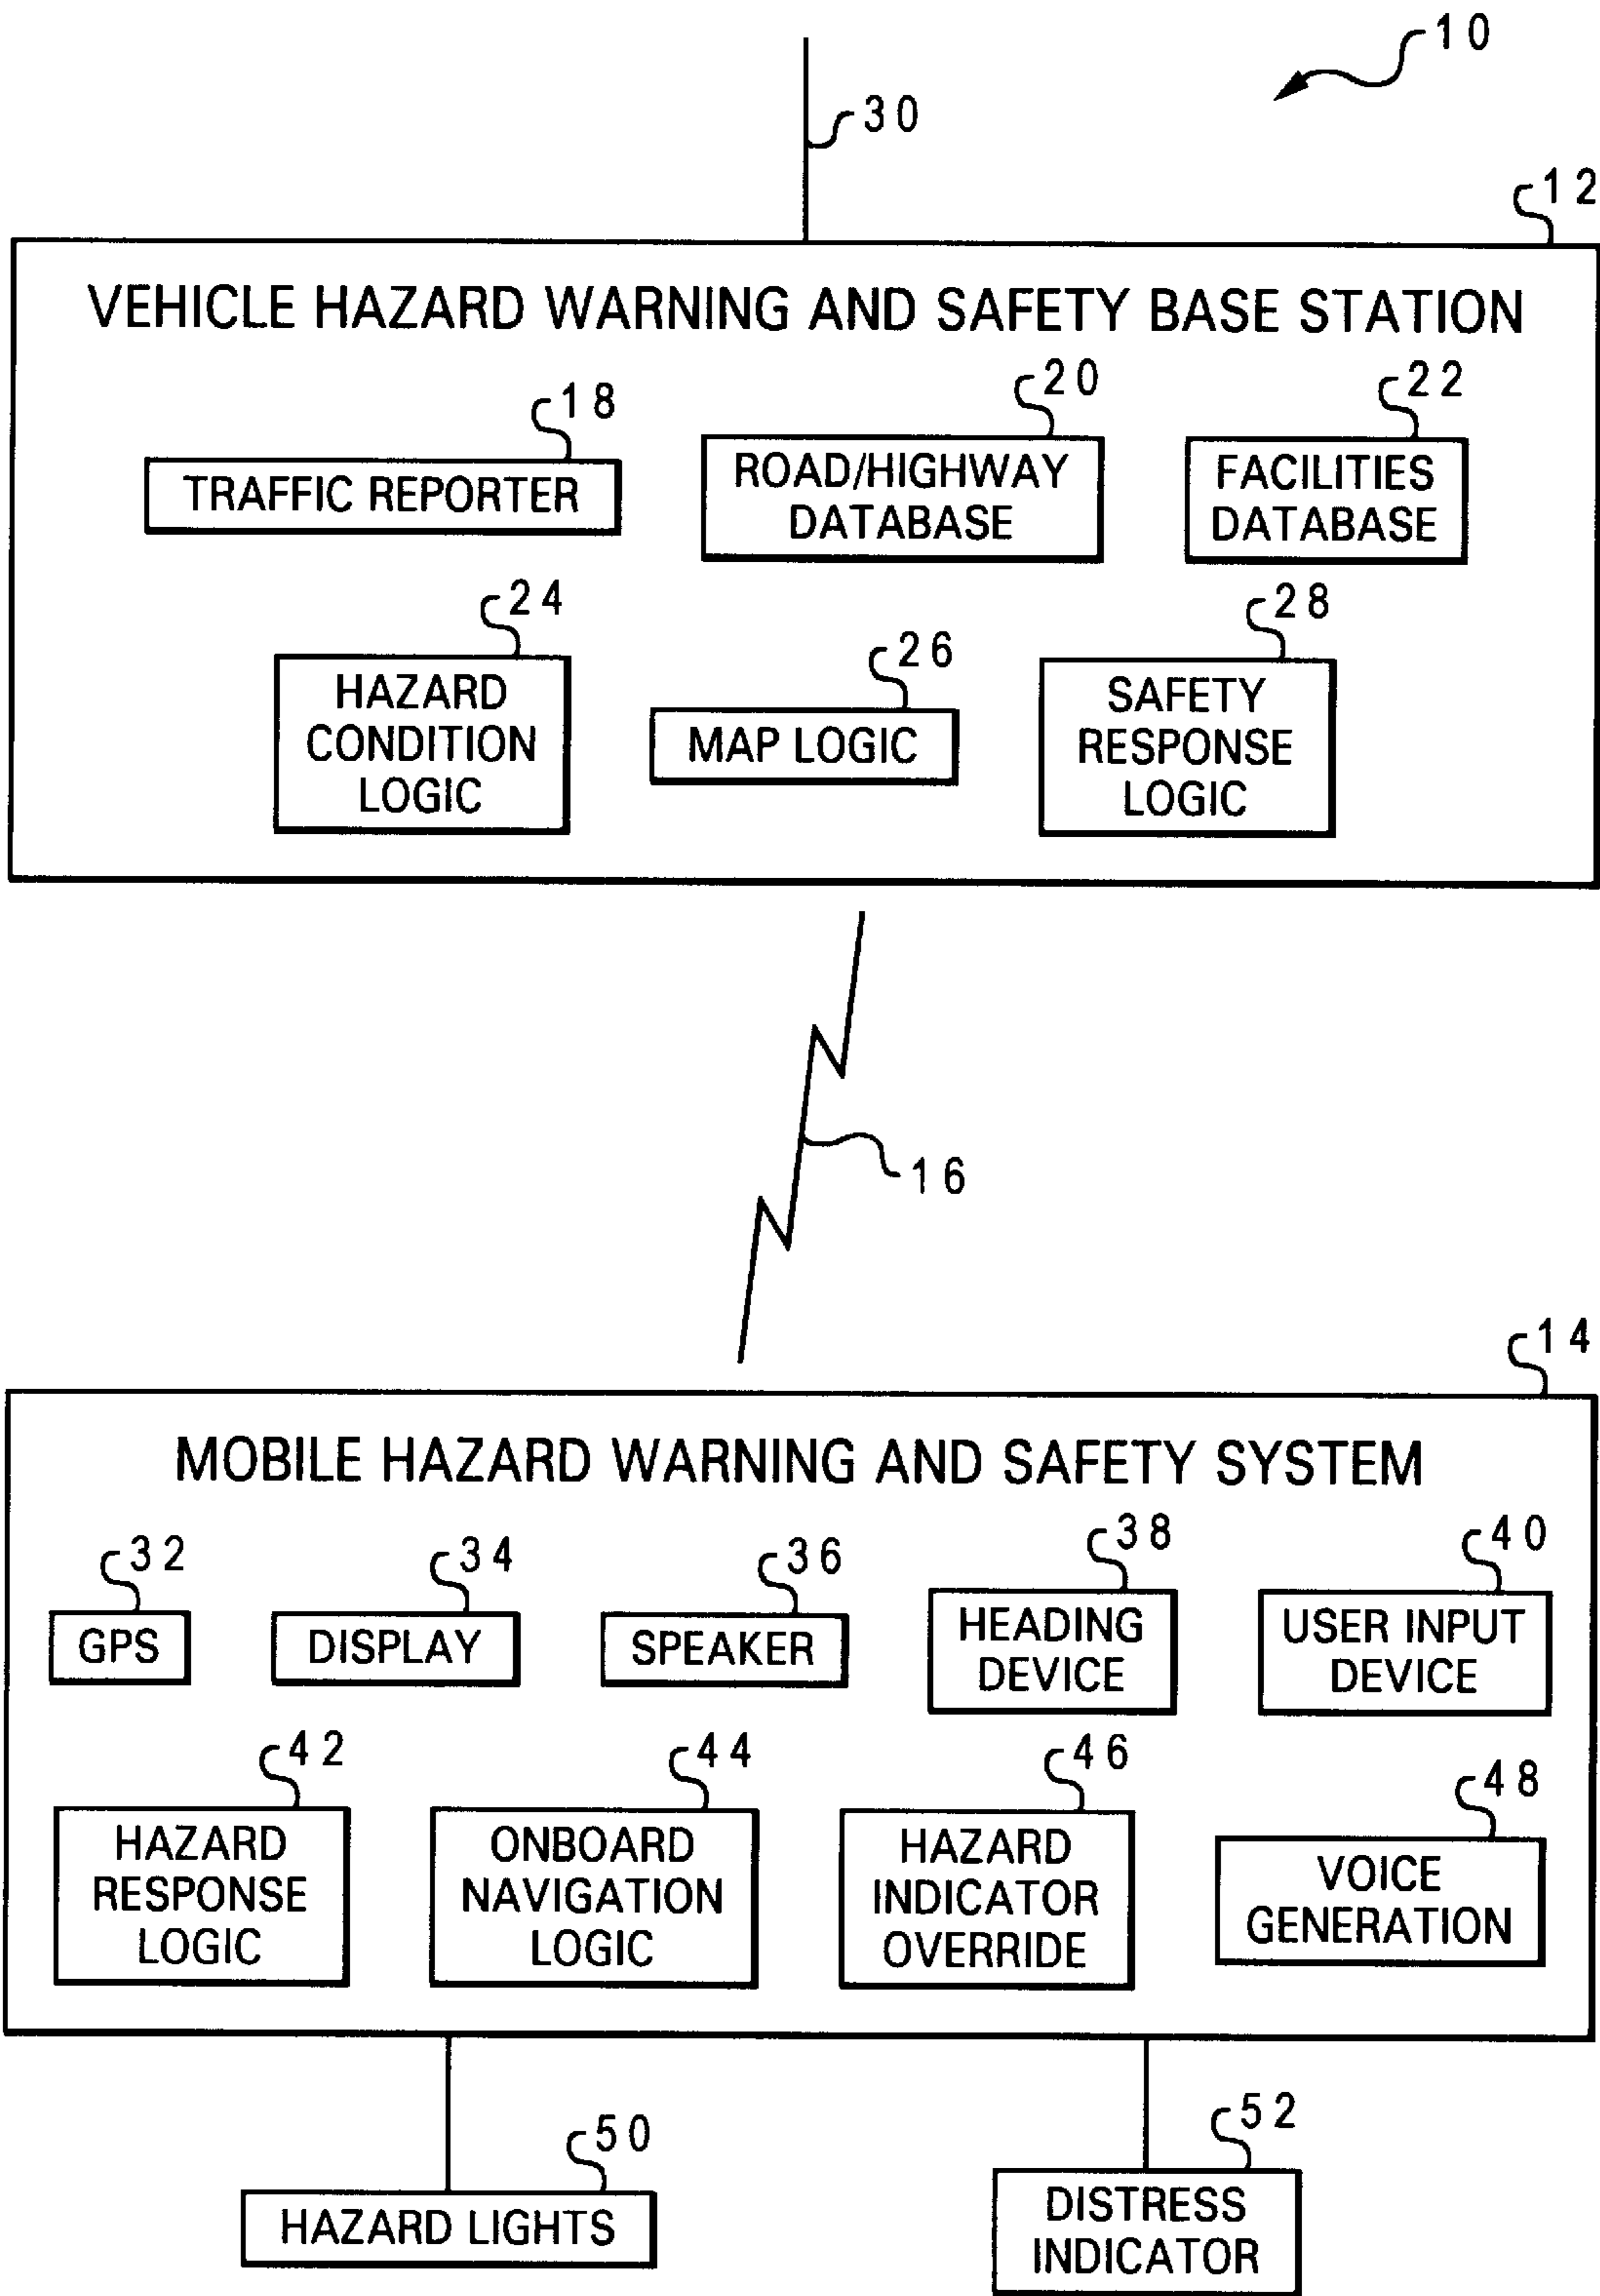 10
30
12
VEHICLE HAZARD WARNING AND SAFETY BASE STATION
18
20
22
TRAFFIC REPORTER
ROAD/HIGHWAY
DATABASE
FACILITIES
DATABASE
24
26
28
HAZARD
CONDITION
LOGIC
MAP LOGIC
SAFETY
RESPONSE
LOGIC
16
14
MOBILE HAZARD WARNING AND SAFETY SYSTEM
32
34
36
38
40
GPS
DISPLAY
SPEAKER
HEADING
DEVICE
USER INPUT
DEVICE
42
44
46
48
HAZARD
RESPONSE
LOGIC
ONBOARD
NAVIGATION
LOGIC
HAZARD
INDICATOR
OVERRIDE
VOICE
GENERATION
50
52
HAZARD LIGHTS
DISTRESS
INDICATOR